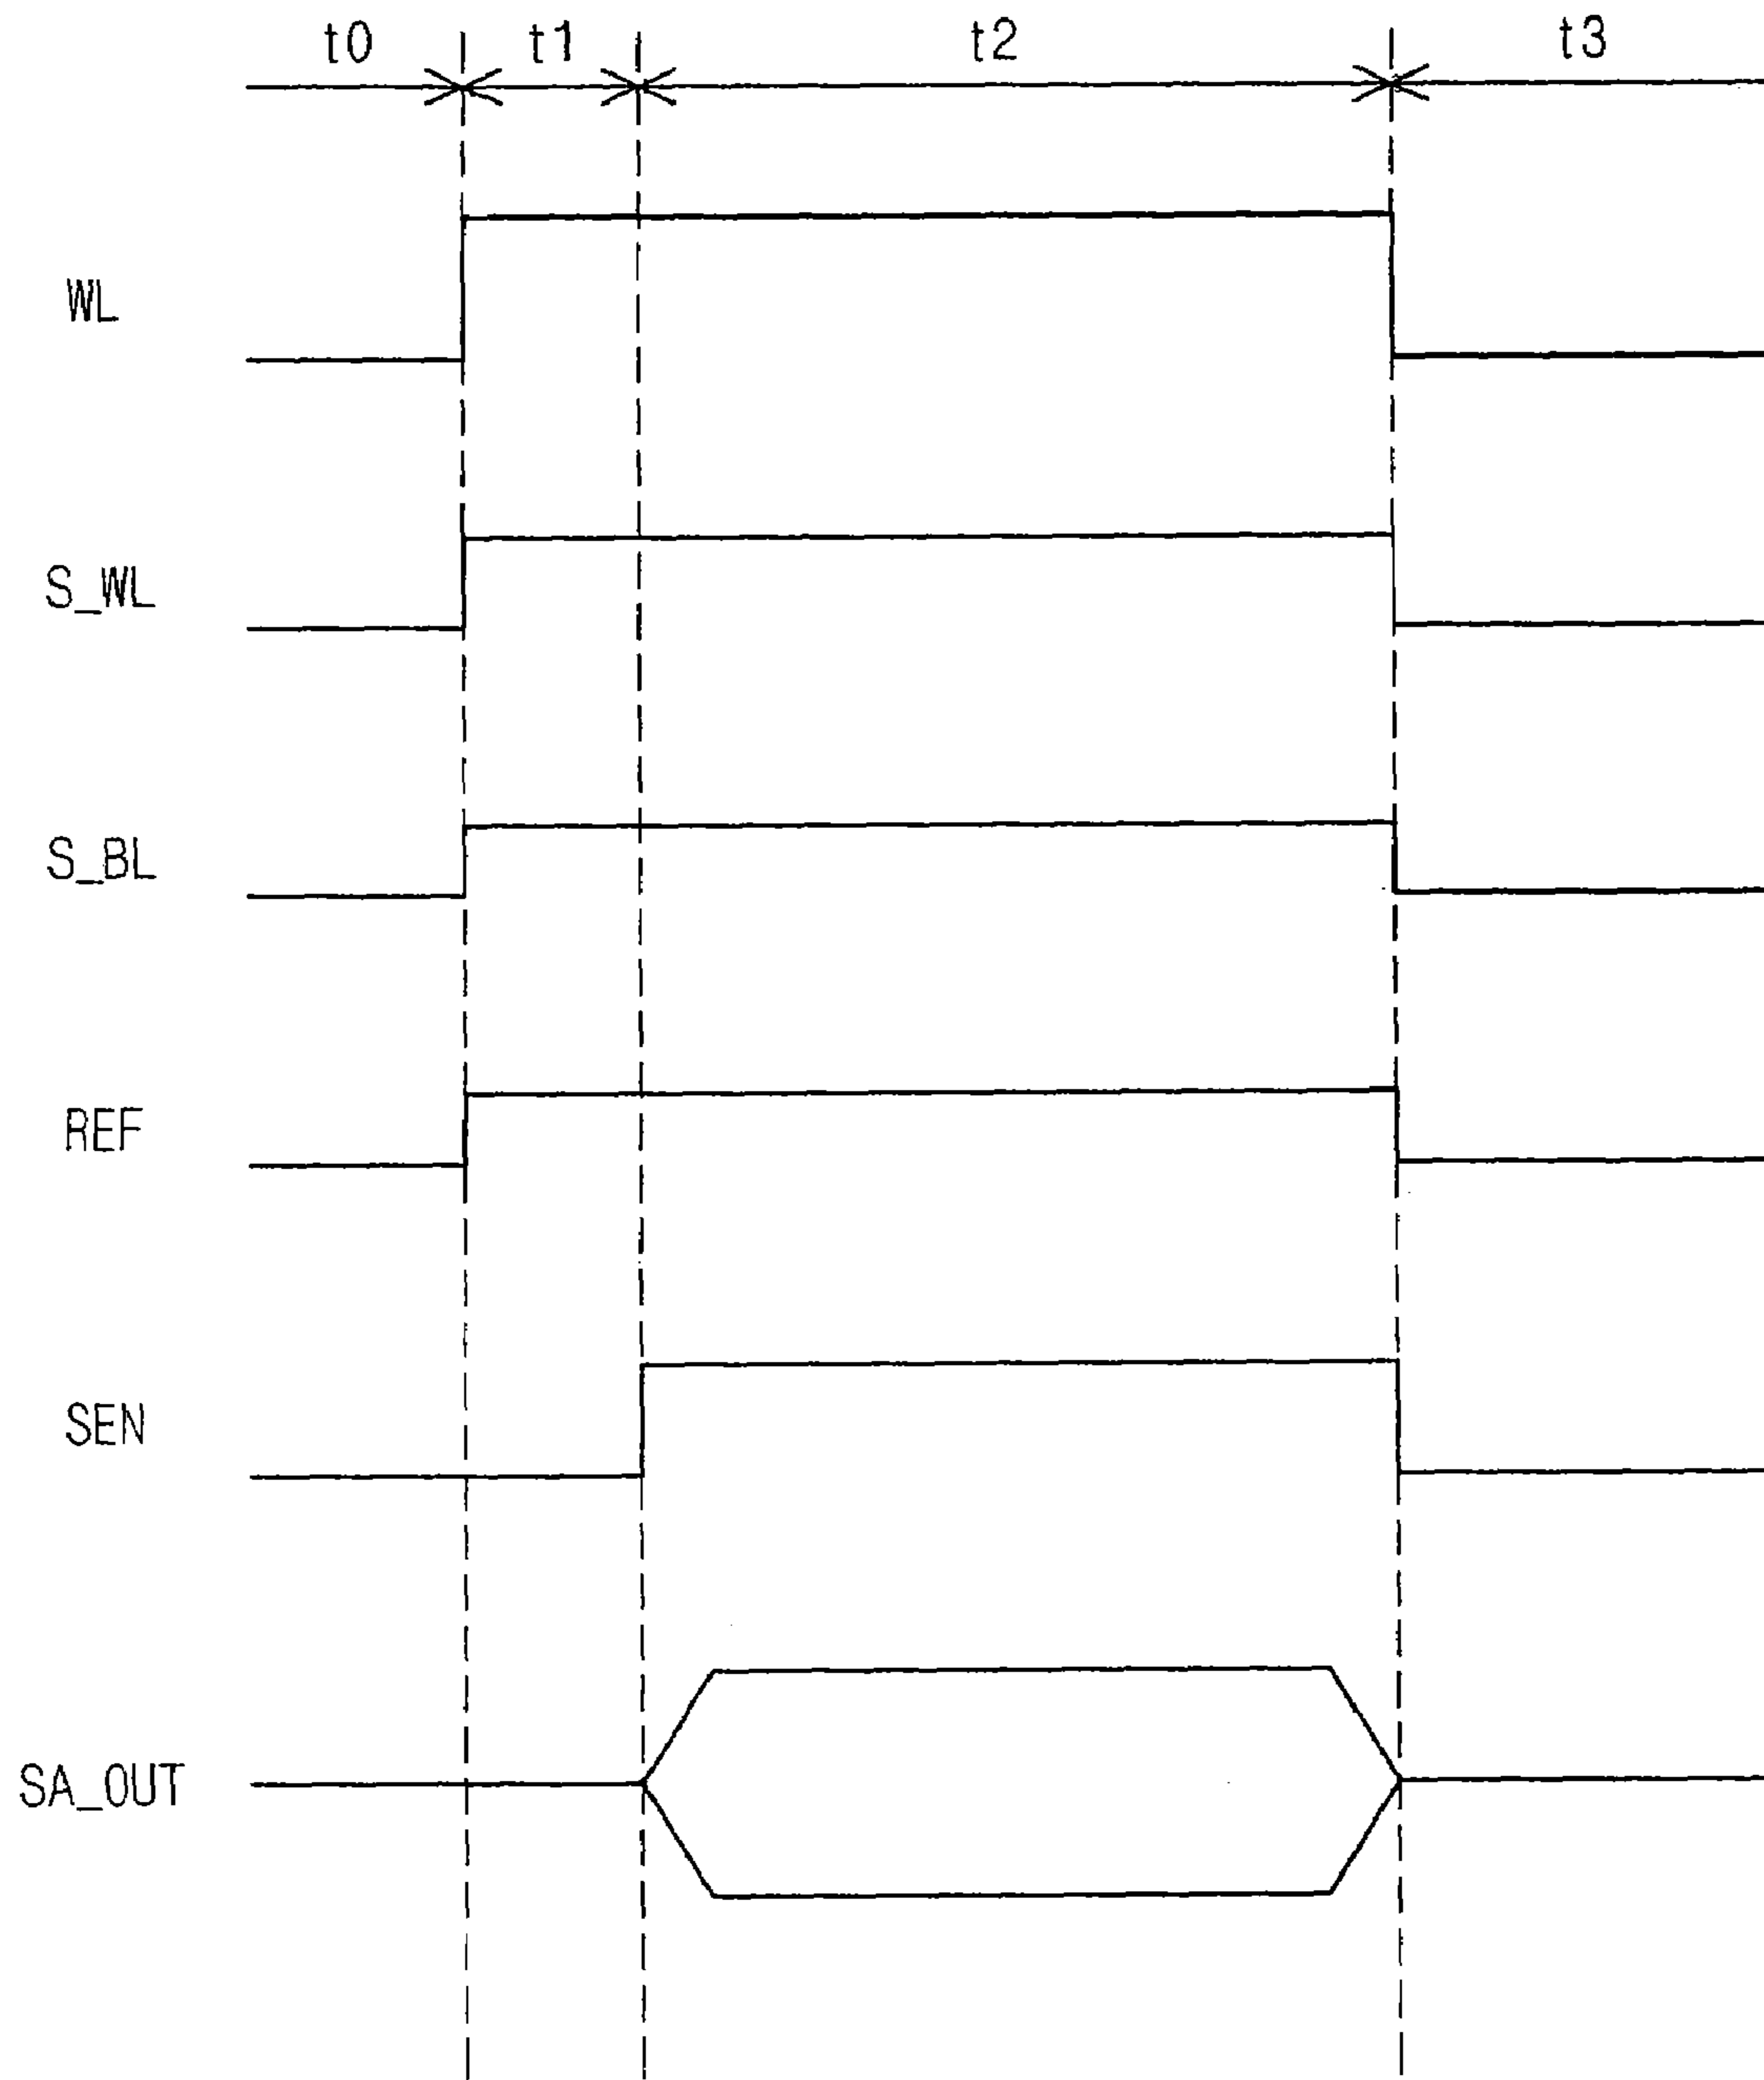 t0 t1 t2 t3
WL
S_WL
S_BL
REF
SEN
SA_OUT